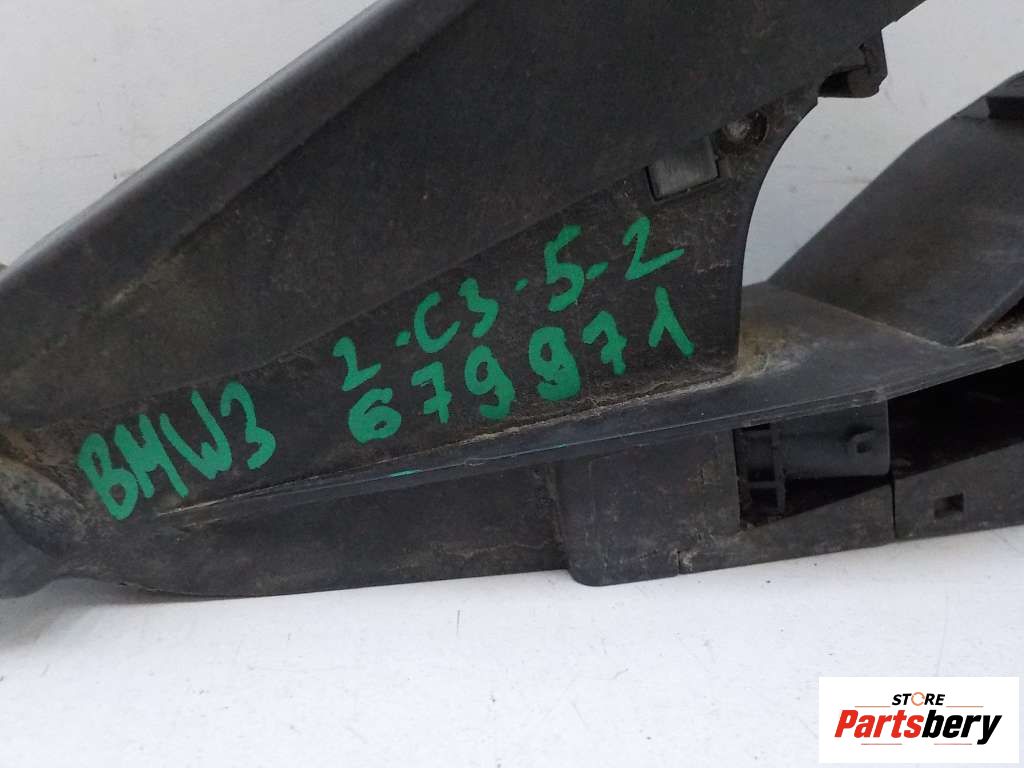 BMW3
2-C3-5-2
679971
STORE
Partsbery